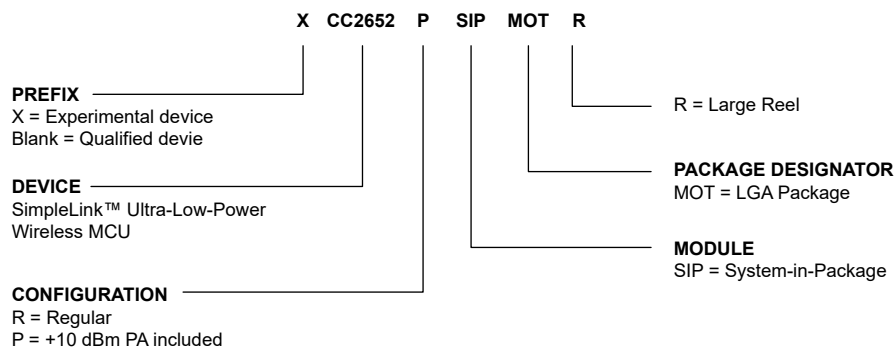 X CC2652 P SIP MOT R
PREFIX
X = Experimental device
Blank = Qualified devie
DEVICE
SimpleLink™ Ultra-Low-Power
Wireless MCU
CONFIGURATION
R = Regular
P = +10 dBm PA included
R = Large Reel
PACKAGE DESIGNATOR
MOT = LGA Package
MODULE
SIP = System-in-Package